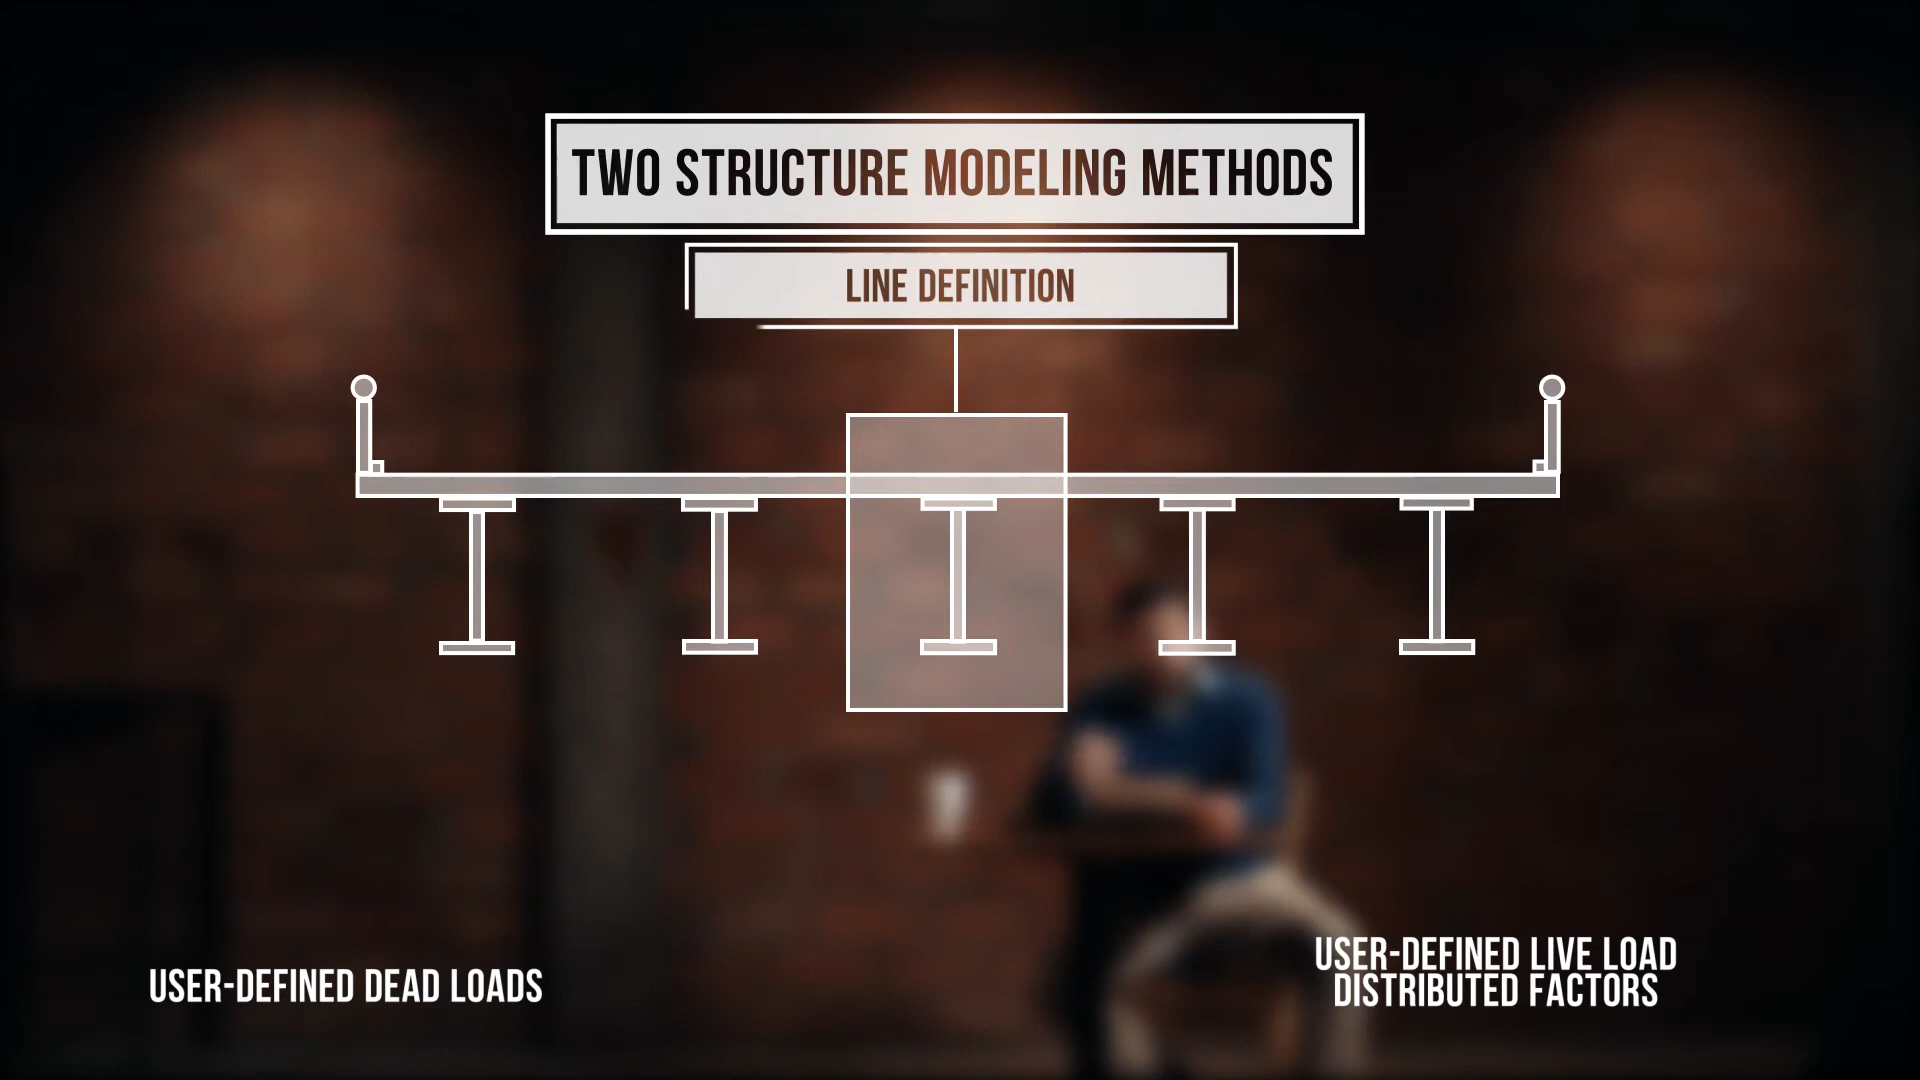 TWO STRUCTURE MODELING METHODS
LINE DEFINITION
USER-DEFINED DEAD LOADS
USER-DEFINED LIVE LOAD
DISTRIBUTED FACTORS